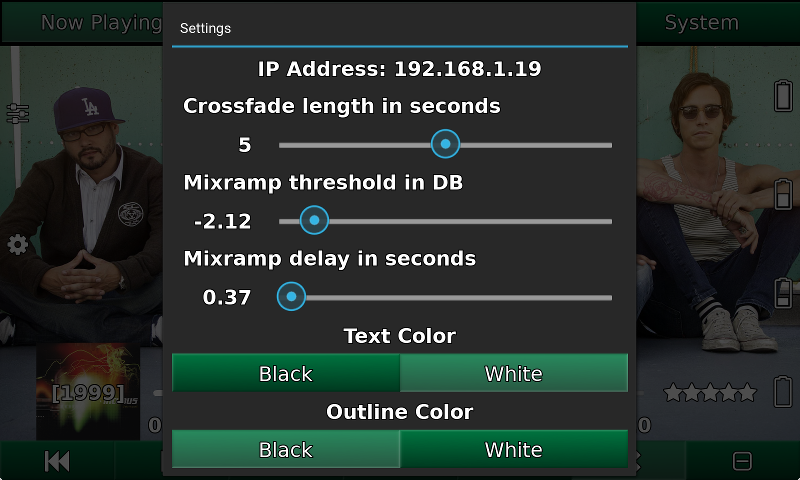 Now Playing
Settings
System
IP Address: 192.168.1.19
Crossfade length in seconds
5
Mixramp threshold in DB
-2.12
Mixramp delay in seconds
0.37
Text Color
Black White
[1999]
Outline Color
0
0
Black White
LA